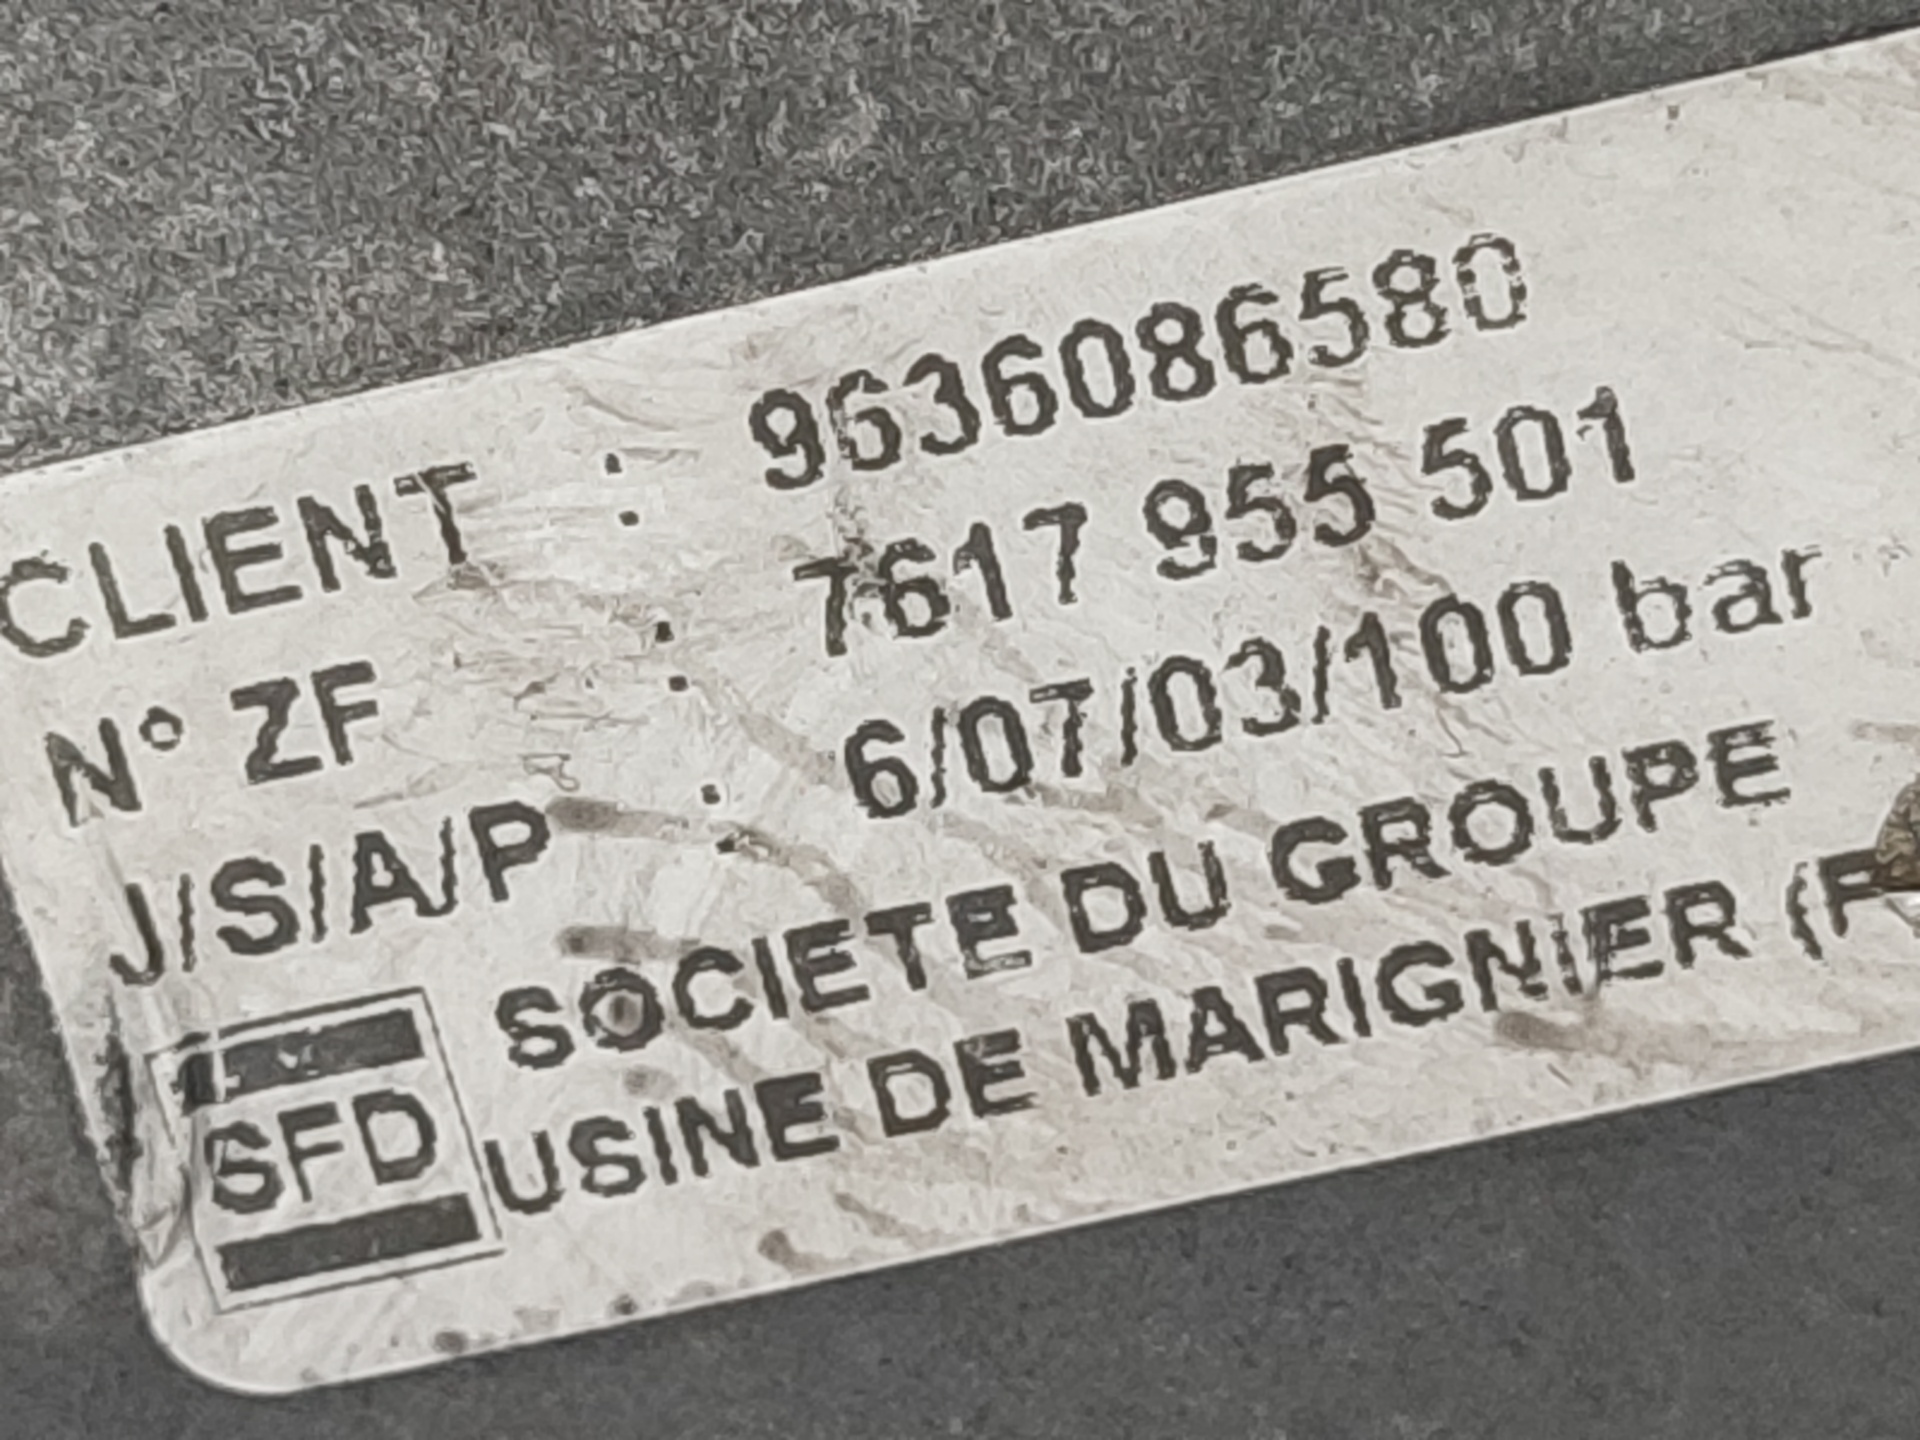 CLIENT : 9636086580
N° ZF : 7617 955 501
J/S/A/P : 6/07/03/100 bar
SFD
SOCIETE DU GROUPE
USINE DE MARIGNIER (F